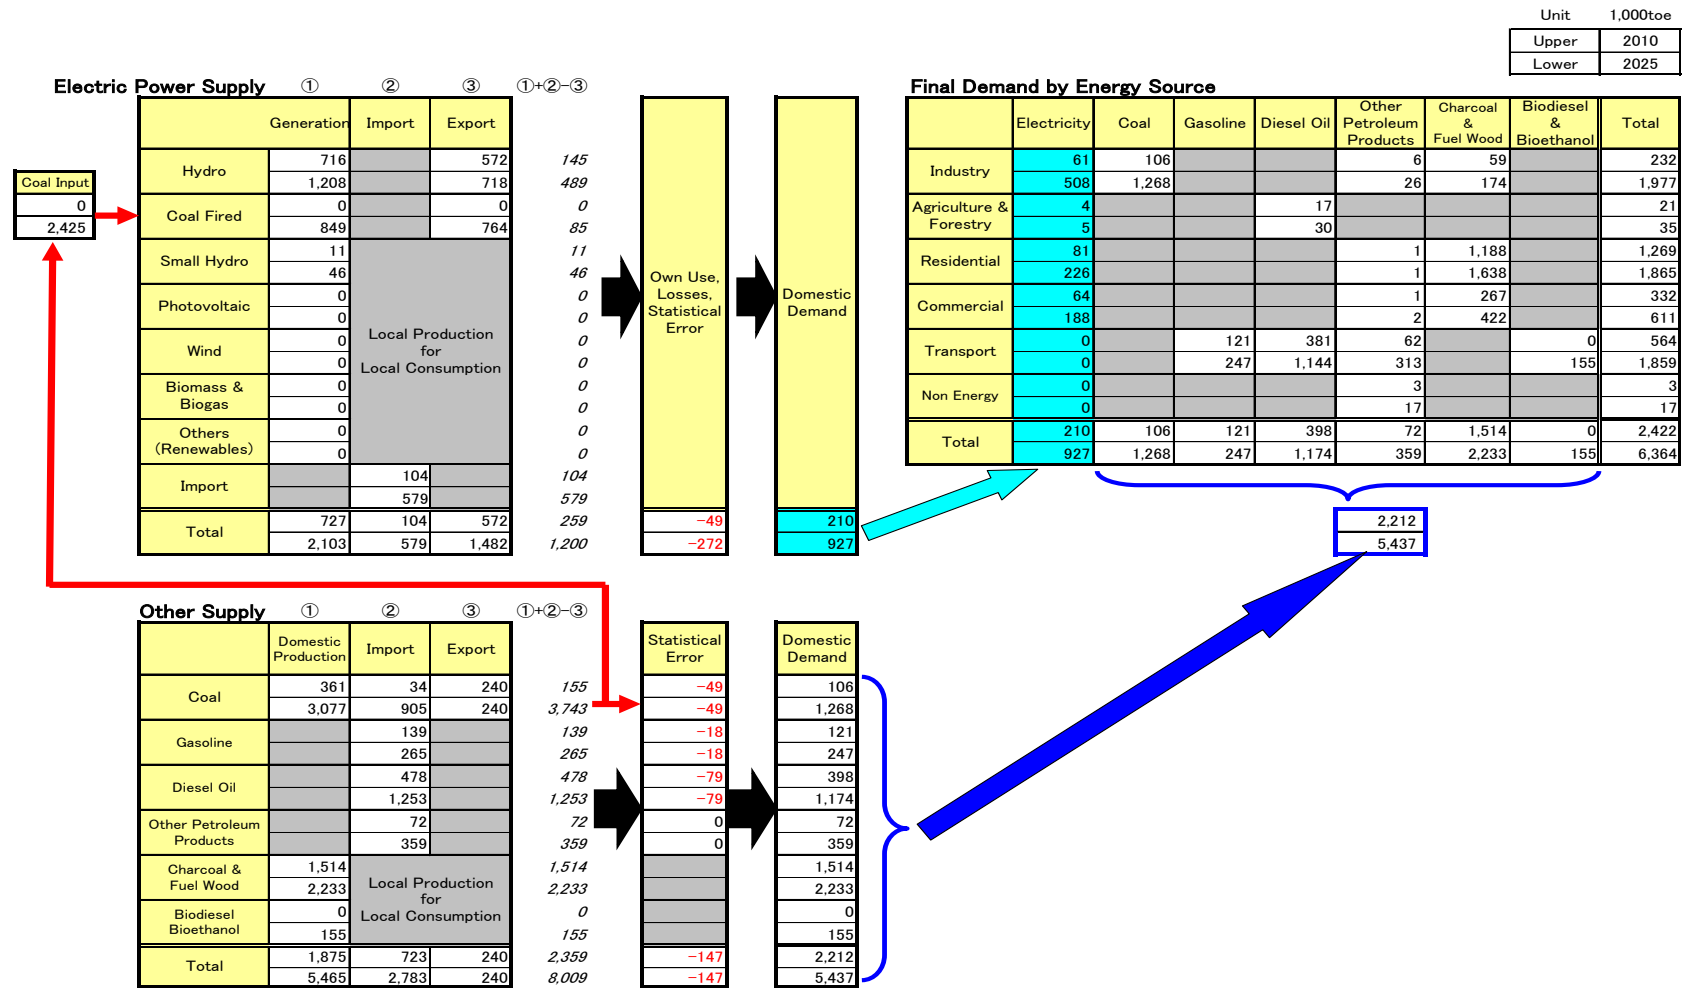 Unit 1,000toe
Upper 2010
Lower 2025
Electric Power Supply ① ② ③ ①+②-③
Generation Import Export
Hydro
716 572 145
1,208 718 489
Coal Input
0
2,425
Coal Fired
0 0 0
849 764 85
Small Hydro
11 11
46 46
Photovoltaic
0 0
0 0
Wind
0 0
0 0
Biomass &
Biogas
0 0
0 0
Others
(Renewables)
0 0
0 0
Local Production
for
Local Consumption
Import
104 104
579 579
Total
727 104 572 259
2,103 579 1,482 1,200
Own Use,
Losses,
Statistical
Error
-49
-272
Domestic
Demand
210
927
Final Demand by Energy Source
Electricity Coal Gasoline Diesel Oil
Other
Petroleum
Products
Charcoal
&
Fuel Wood
Biodiesel
&
Bioethanol
Total
Industry
61 106 6 59 232
508 1,268 26 174 1,977
Agriculture &
Forestry
4 17 21
5 30 35
Residential
81 1 1,188 1,269
226 1 1,638 1,865
Commercial
64 1 267 332
188 2 422 611
Transport
0 121 381 62 0 564
0 247 1,144 313 155 1,859
Non Energy
0 3 3
0 17 17
Total
210 106 121 398 72 1,514 0 2,422
927 1,268 247 1,174 359 2,233 155 6,364
2,212
5,437
Other Supply ① ② ③ ①+②-③
Domestic
Production
Import Export
Statistical
Error
Domestic
Demand
Coal
361 34 240 155 -49 106
3,077 905 240 3,743 -49 1,268
Gasoline
139 139 -18 121
265 265 -18 247
Diesel Oil
478 478 -79 398
1,253 1,253 -79 1,174
Other Petroleum
Products
72 72 0 72
359 359 0 359
Charcoal &
Fuel Wood
1,514 1,514 1,514
2,233 2,233 2,233
Biodiesel
Bioethanol
0 0 0
155 155 155
Local Production
for
Local Consumption
Total
1,875 723 240 2,359 -147 2,212
5,465 2,783 240 8,009 -147 5,437